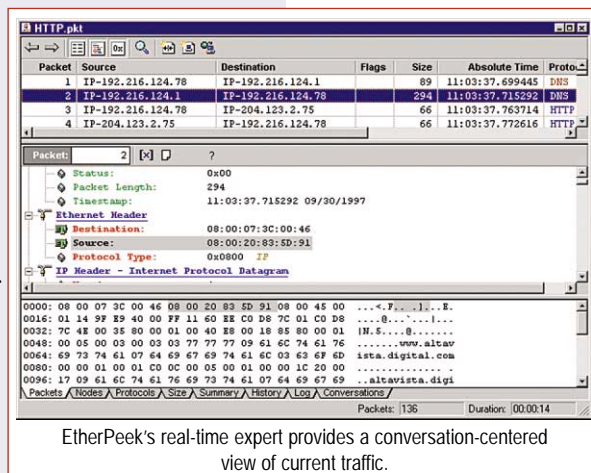 HTTP.pkt
Packet Source Destination Flags Size Absolute Time Proto
1 IP-192.216.124.78 IP-192.216.124.1 89 11:03:37.699445 DNS
2 IP-192.216.124.1 IP-192.216.124.78 294 11:03:37.715292 DNS
3 IP-192.216.124.78 IP-204.123.2.75 66 11:03:37.763714 HTTP
4 IP-204.123.2.75 IP-192.216.124.78 66 11:03:37.772616 HTTP
Packet: 2 ?
Status: 0x00
Packet Length: 294
Timestamp: 11:03:37.715292 09/30/1997
Ethernet Header
Destination: 08:00:07:3C:00:46
Source: 08:00:20:83:5D:91
Protocol Type: 0x0800 IP
IP Header - Internet Protocol Datagram
0000: 08 00 07 3C 00 46 08 00 20 83 5D 91 08 00 45 00 ...<.F.. .]...E.
0016: 01 14 9F E9 40 00 FF 11 60 EE C0 D8 7C 01 C0 D8 ....@...`...|...
0032: 7C 4E 00 35 80 00 01 00 40 E8 00 18 85 80 00 01 |N.5....@.......
0048: 00 05 00 03 00 03 03 77 77 77 09 61 6C 74 61 76 .......www.altav
0064: 69 73 74 61 07 64 69 67 69 74 61 6C 03 63 6F 6D ista.digital.com
0080: 00 00 01 00 01 C0 0C 00 05 00 01 00 00 1C 20 00 .............. .
0096: 17 09 61 6C 74 61 76 69 73 74 61 07 64 69 67 69 ..altavista.digi
Packets Nodes Protocols Size Summary History Log Conversations
Packets: 136 Duration: 00:00:14
EtherPeek's real-time expert provides a conversation-centered
view of current traffic.